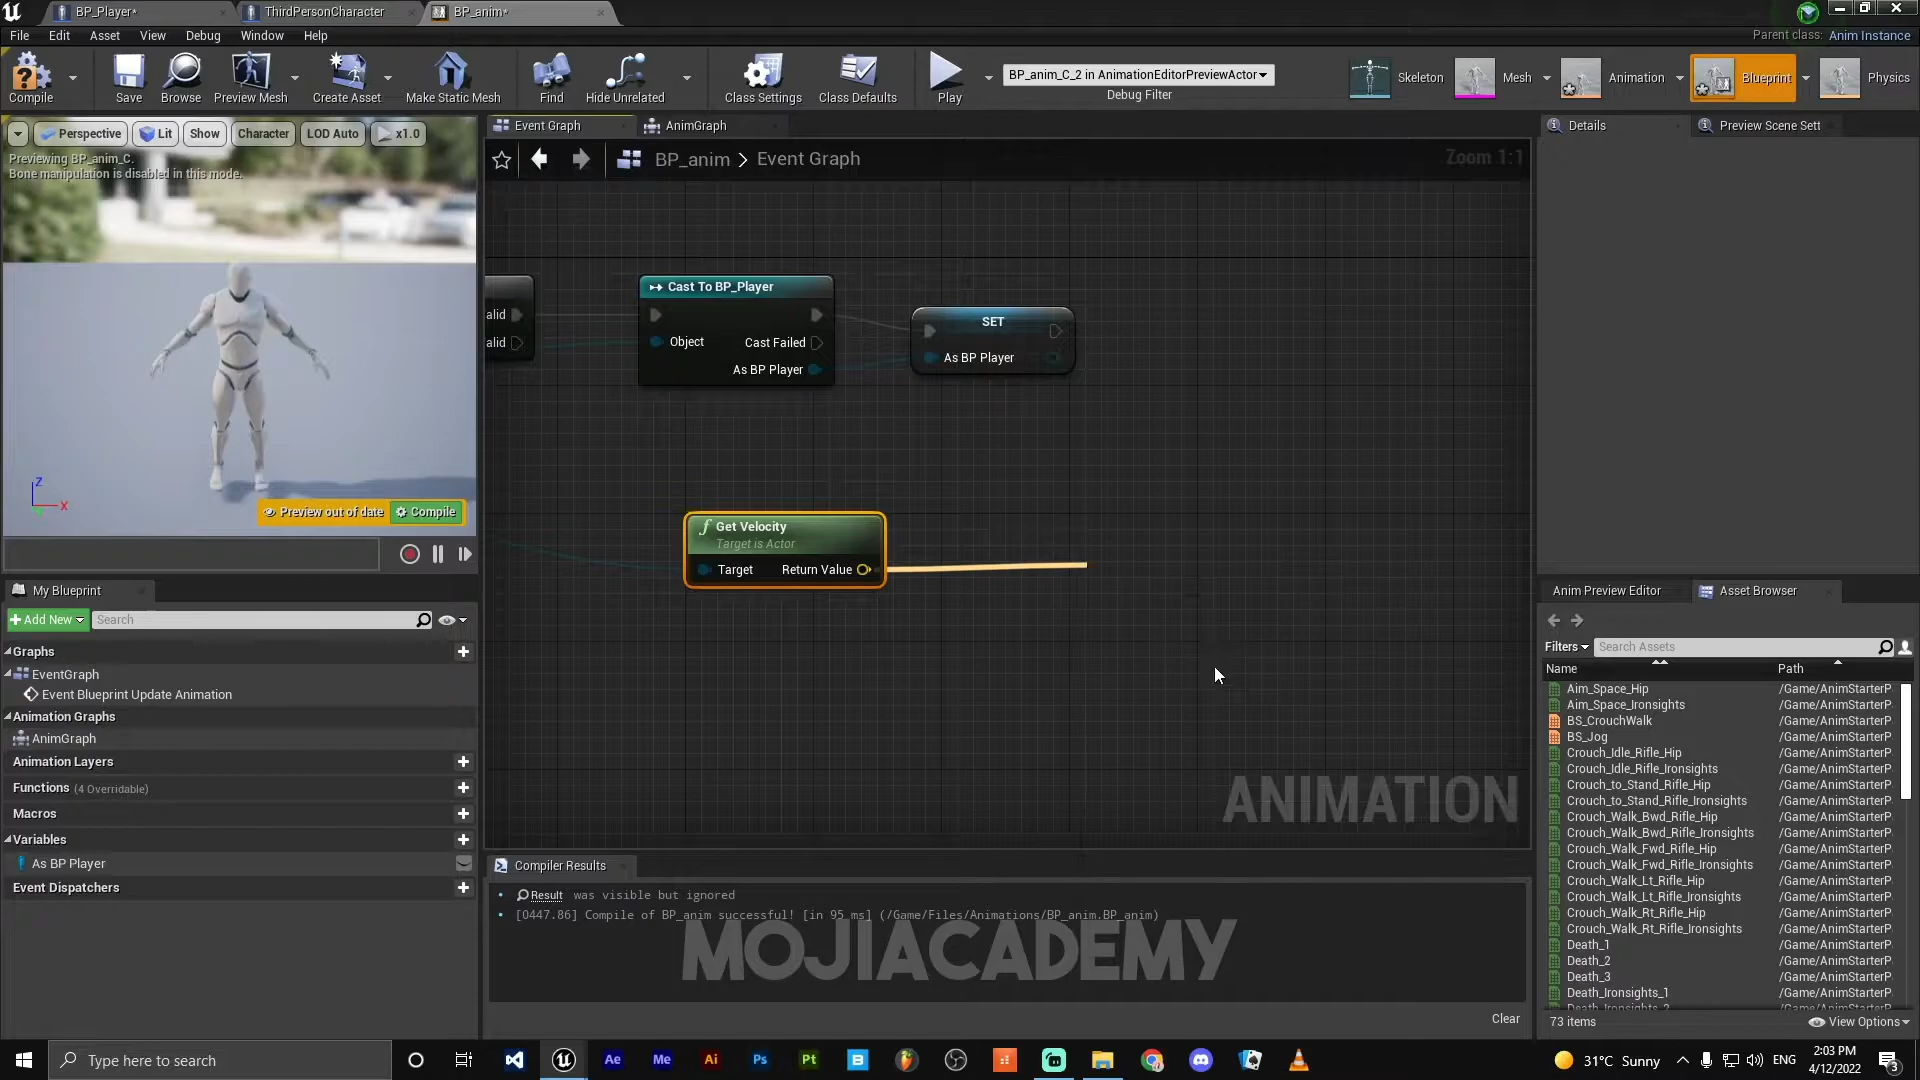 BP_Player*
ThirdPersonCharacter
BP_anim*
File Edit Asset View Debug Window Help
Parent class: Anim Instance
Compile
Save
Browse
Preview Mesh
Create Asset
Make Static Mesh
Find
Hide Unrelated
Class Settings
Class Defaults
Play
BP_anim_C_2 in AnimationEditorPreviewActor
Debug Filter
Skeleton
Mesh
Animation
Blueprint
Physics
Perspective
Lit
Show
Character
LOD Auto
x1.0
Previewing BP_anim_C.
Bone manipulation is disabled in this mode.
Z
X
Preview out of date
Compile
Event Graph
AnimGraph
BP_anim > Event Graph
Zoom 1:1
alid
alid
Cast To BP_Player
Object
Cast Failed
As BP Player
SET
As BP Player
Get Velocity
Target is Actor
Target
Return Value
ANIMATION
My Blueprint
Add New
Search
Graphs
EventGraph
Event Blueprint Update Animation
Animation Graphs
AnimGraph
Animation Layers
Functions (4 Overridable)
Macros
Variables
As BP Player
Event Dispatchers
Compiler Results
Result was visible but ignored
[0447.86] Compile of BP_anim successful! [in 95 ms] (/Game/Files/Animations/BP_anim.BP_anim)
MOJIACADEMY
Clear
Details
Preview Scene Sett
Anim Preview Editor
Asset Browser
Filters
Search Assets
Name Path
Aim_Space_Hip /Game/AnimStarterP
Aim_Space_Ironsights /Game/AnimStarterP
BS_CrouchWalk /Game/AnimStarterP
BS_Jog /Game/AnimStarterP
Crouch_Idle_Rifle_Hip /Game/AnimStarterP
Crouch_Idle_Rifle_Ironsights /Game/AnimStarterP
Crouch_to_Stand_Rifle_Hip /Game/AnimStarterP
Crouch_to_Stand_Rifle_Ironsights /Game/AnimStarterP
Crouch_Walk_Bwd_Rifle_Hip /Game/AnimStarterP
Crouch_Walk_Bwd_Rifle_Ironsights /Game/AnimStarterP
Crouch_Walk_Fwd_Rifle_Hip /Game/AnimStarterP
Crouch_Walk_Fwd_Rifle_Ironsights /Game/AnimStarterP
Crouch_Walk_Lt_Rifle_Hip /Game/AnimStarterP
Crouch_Walk_Lt_Rifle_Ironsights /Game/AnimStarterP
Crouch_Walk_Rt_Rifle_Hip /Game/AnimStarterP
Crouch_Walk_Rt_Rifle_Ironsights /Game/AnimStarterP
Death_1 /Game/AnimStarterP
Death_2 /Game/AnimStarterP
Death_3 /Game/AnimStarterP
Death_Ironsights_1 /Game/AnimStarterP
Death_Ironsights_2 /Game/AnimStarterP
73 items
View Options
Type here to search
Ae
Me
Ai
Ps
Pt
31°C Sunny
ENG
2:03 PM
4/12/2022
3